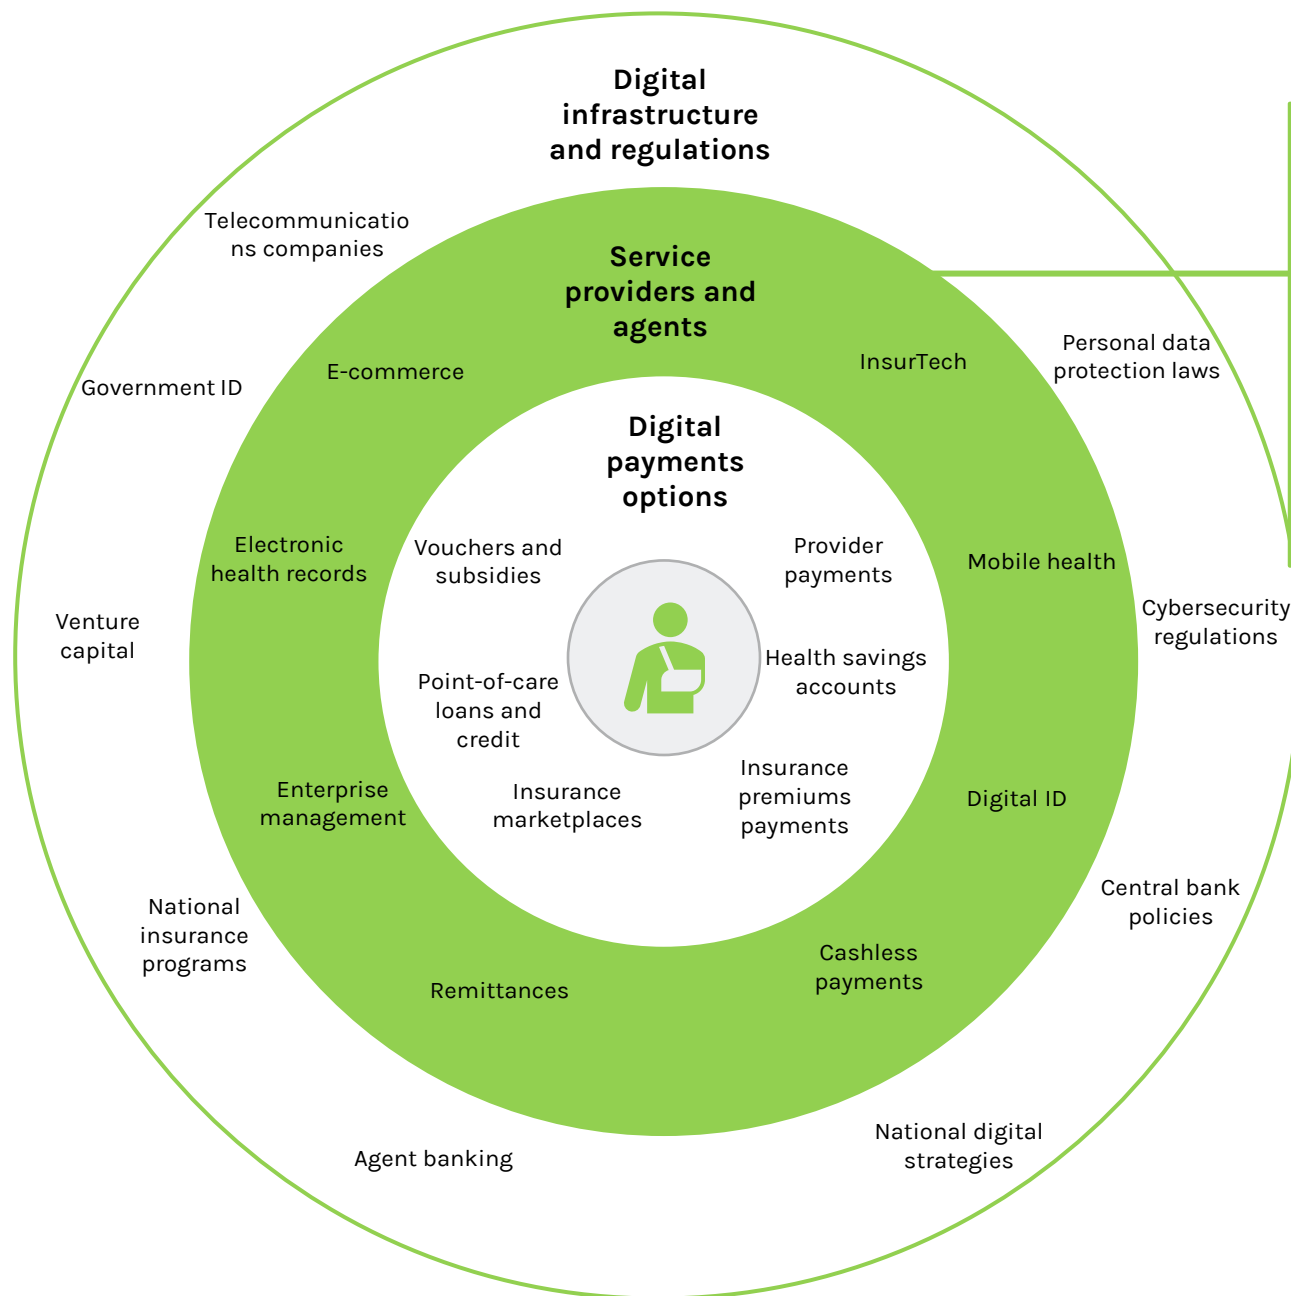 Digital
infrastructure
and regulations
Telecommunicatio
ns companies
Service
providers and
agents
Personal data
protection laws
InsurTech
E-commerce
Government ID
Digital
payments
options
Electronic
health records
Vouchers and
subsidies
Provider
payments
Mobile health
Venture
capital
Cybersecurity
regulations
Health savings
accounts
Point-of-care
loans and
credit
Enterprise
management
Insurance
marketplaces
Insurance
premiums
payments
Digital ID
Central bank
policies
National
insurance
programs
Remittances
Cashless
payments
Agent banking
National digital
strategies